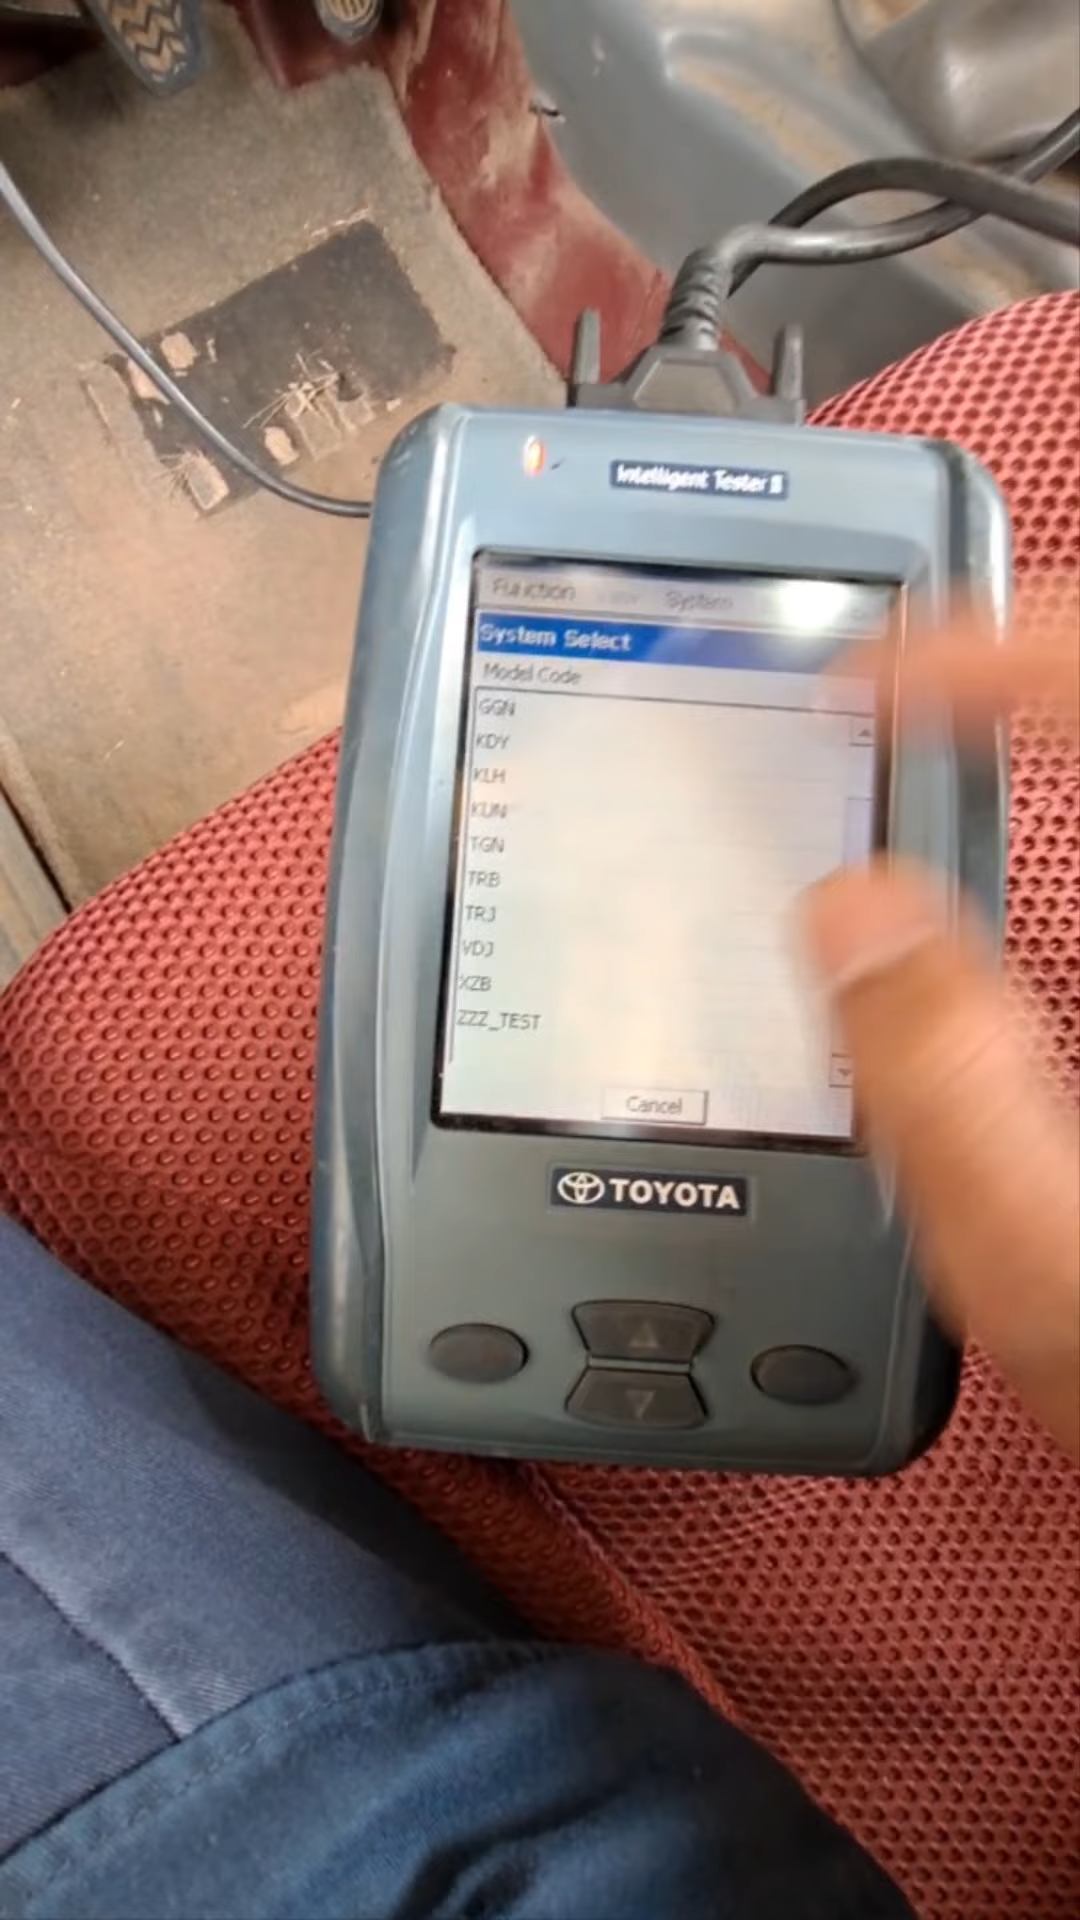 Intelligent Tester II
Function View System
System Select
Model Code
GGN
KDY
KLH
KUN
TGN
TRB
TRJ
VDJ
XZB
ZZZ_TEST
Cancel
TOYOTA